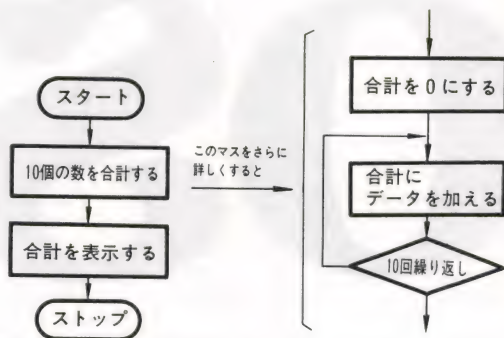 スタート
10個の数を合計する
合計を表示する
ストップ
このマスをさらに
詳しくすると
合計を0にする
合計に
データを加える
10回繰り返し